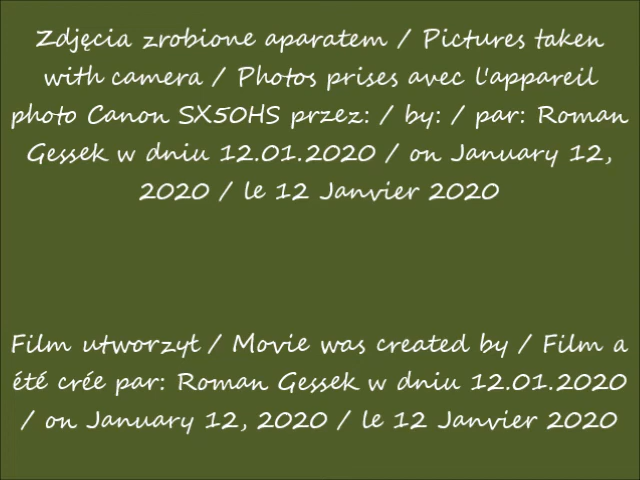 Zdjęcia zrobione aparatem / Pictures taken
with camera / Photos prises avec l'appareil
photo Canon SX50HS przez: / by: / par: Roman
Gessek w dniu 12.01.2020 / on January 12,
2020 / le 12 Janvier 2020
Film utworzył / Movie was created by / Film a
été crée par: Roman Gessek w dniu 12.01.2020
/ on January 12, 2020 / le 12 Janvier 2020